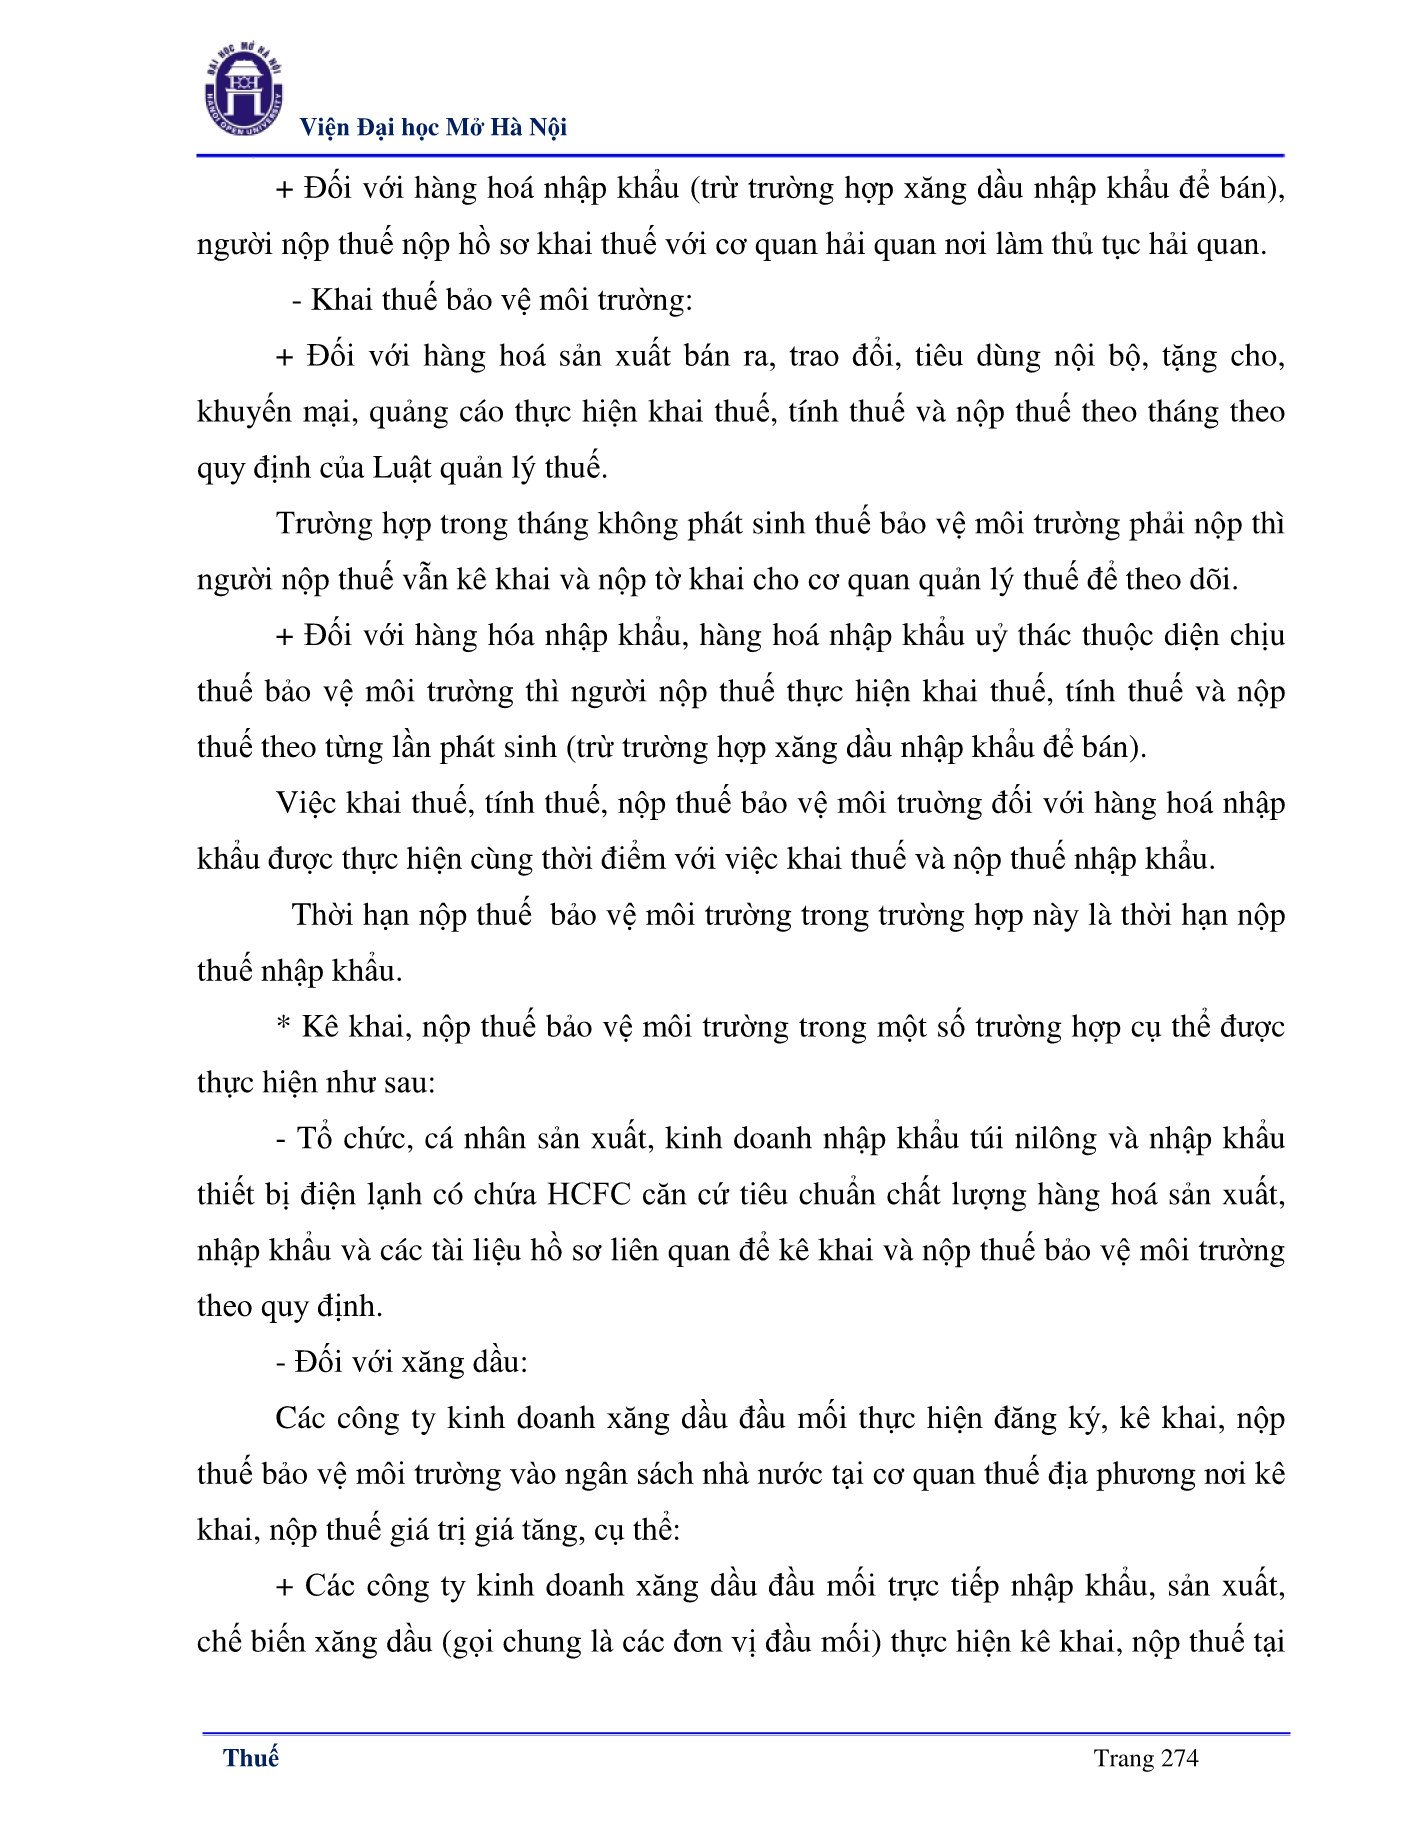 ĐẠI HỌC MỞ HÀ NỘI
HANOI OPEN UNIVERSITY
Viện Đại học Mở Hà Nội
+ Đối với hàng hoá nhập khẩu (trừ trường hợp xăng dầu nhập khẩu để bán),
người nộp thuế nộp hồ sơ khai thuế với cơ quan hải quan nơi làm thủ tục hải quan.
- Khai thuế bảo vệ môi trường:
+ Đối với hàng hoá sản xuất bán ra, trao đổi, tiêu dùng nội bộ, tặng cho,
khuyến mại, quảng cáo thực hiện khai thuế, tính thuế và nộp thuế theo tháng theo
quy định của Luật quản lý thuế.
Trường hợp trong tháng không phát sinh thuế bảo vệ môi trường phải nộp thì
người nộp thuế vẫn kê khai và nộp tờ khai cho cơ quan quản lý thuế để theo dõi.
+ Đối với hàng hóa nhập khẩu, hàng hoá nhập khẩu uỷ thác thuộc diện chịu
thuế bảo vệ môi trường thì người nộp thuế thực hiện khai thuế, tính thuế và nộp
thuế theo từng lần phát sinh (trừ trường hợp xăng dầu nhập khẩu để bán).
Việc khai thuế, tính thuế, nộp thuế bảo vệ môi truờng đối với hàng hoá nhập
khẩu được thực hiện cùng thời điểm với việc khai thuế và nộp thuế nhập khẩu.
Thời hạn nộp thuế  bảo vệ môi trường trong trường hợp này là thời hạn nộp
thuế nhập khẩu.
* Kê khai, nộp thuế bảo vệ môi trường trong một số trường hợp cụ thể được
thực hiện như sau:
- Tổ chức, cá nhân sản xuất, kinh doanh nhập khẩu túi nilông và nhập khẩu
thiết bị điện lạnh có chứa HCFC căn cứ tiêu chuẩn chất lượng hàng hoá sản xuất,
nhập khẩu và các tài liệu hồ sơ liên quan để kê khai và nộp thuế bảo vệ môi trường
theo quy định.
- Đối với xăng dầu:
Các công ty kinh doanh xăng dầu đầu mối thực hiện đăng ký, kê khai, nộp
thuế bảo vệ môi trường vào ngân sách nhà nước tại cơ quan thuế địa phương nơi kê
khai, nộp thuế giá trị giá tăng, cụ thể:
+ Các công ty kinh doanh xăng dầu đầu mối trực tiếp nhập khẩu, sản xuất,
chế biến xăng dầu (gọi chung là các đơn vị đầu mối) thực hiện kê khai, nộp thuế tại
Thuế
Trang 274